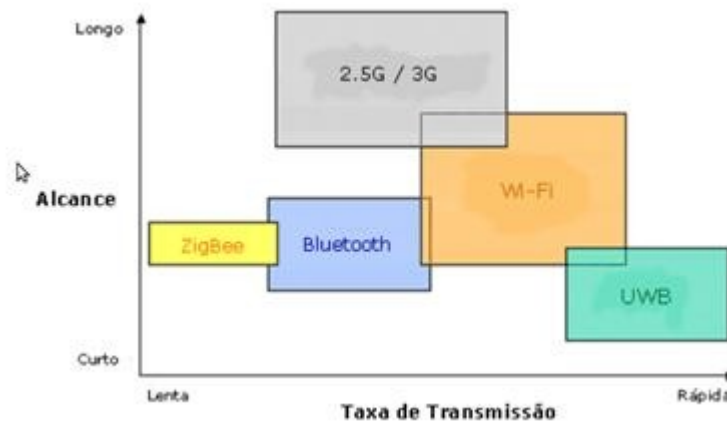 Longo
2.5G / 3G
Wi-Fi
Alcance
ZigBee
Bluetooth
UWB
Curto
Lenta
Rápida
Taxa de Transmissão